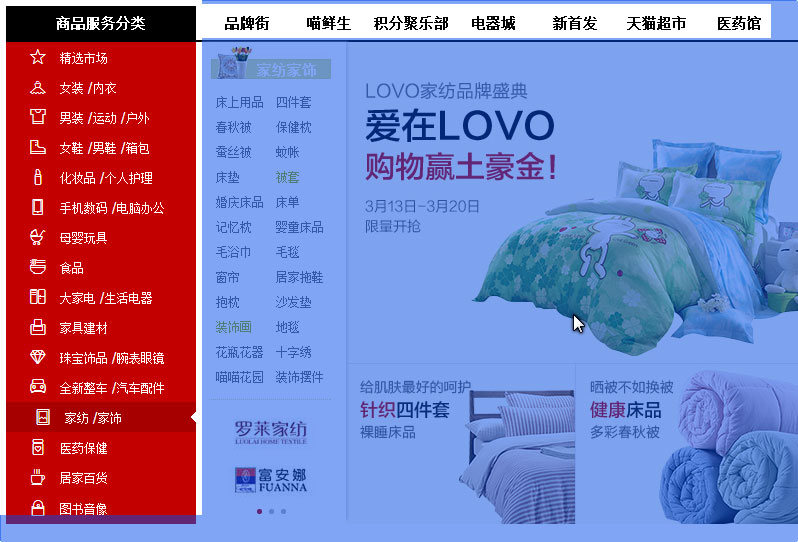 商品服务分类
品牌街 喵鲜生 积分聚乐部 电器城 新首发 天猫超市 医药馆
精选市场
女装 /内衣
男装 /运动 /户外
女鞋 /男鞋 /箱包
化妆品 /个人护理
手机数码 /电脑办公
母婴玩具
食品
大家电 /生活电器
家具建材
珠宝饰品 /腕表眼镜
全新整车 /汽车配件
家纺 /家饰
医药保健
居家百货
图书音像
家纺家饰
床上用品 四件套
春秋被 保健枕
蚕丝被 蚊帐
床垫 被套
婚庆床品 床单
记忆枕 婴童床品
毛浴巾 毛毯
窗帘 居家拖鞋
抱枕 沙发垫
装饰画 地毯
花瓶花器 十字绣
喵喵花园 装饰摆件
罗莱家纺
LUOLAI HOME TEXTILE
富安娜
FUANNA
LOVO家纺品牌盛典
爱在LOVO
购物赢土豪金!
3月13日-3月20日
限量开抢
给肌肤最好的呵护
针织四件套
裸睡床品
晒被不如换被
健康床品
多彩春秋被